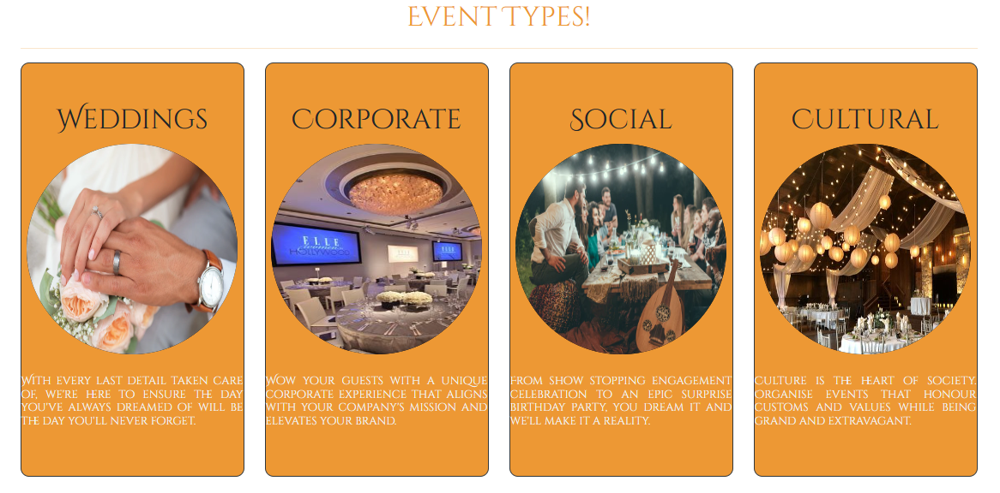 EVENT TYPES!
WEDDINGS
WITH EVERY LAST DETAIL TAKEN CARE
OF, WE'RE HERE TO ENSURE THE DAY
YOU'VE ALWAYS DREAMED OF WILL BE
THE DAY YOU'LL NEVER FORGET.
CORPORATE
ELLE
women in
HOLLYWOOD
ELLE
WOW YOUR GUESTS WITH A UNIQUE
CORPORATE EXPERIENCE THAT ALIGNS
WITH YOUR COMPANY'S MISSION AND
ELEVATES YOUR BRAND.
SOCIAL
FROM SHOW STOPPING ENGAGEMENT
CELEBRATION TO AN EPIC SURPRISE
BIRTHDAY PARTY, YOU DREAM IT AND
WE'LL MAKE IT A REALITY.
CULTURAL
CULTURE IS THE HEART OF SOCIETY.
ORGANISE EVENTS THAT HONOUR
CUSTOMS AND VALUES WHILE BEING
GRAND AND EXTRAVAGANT.